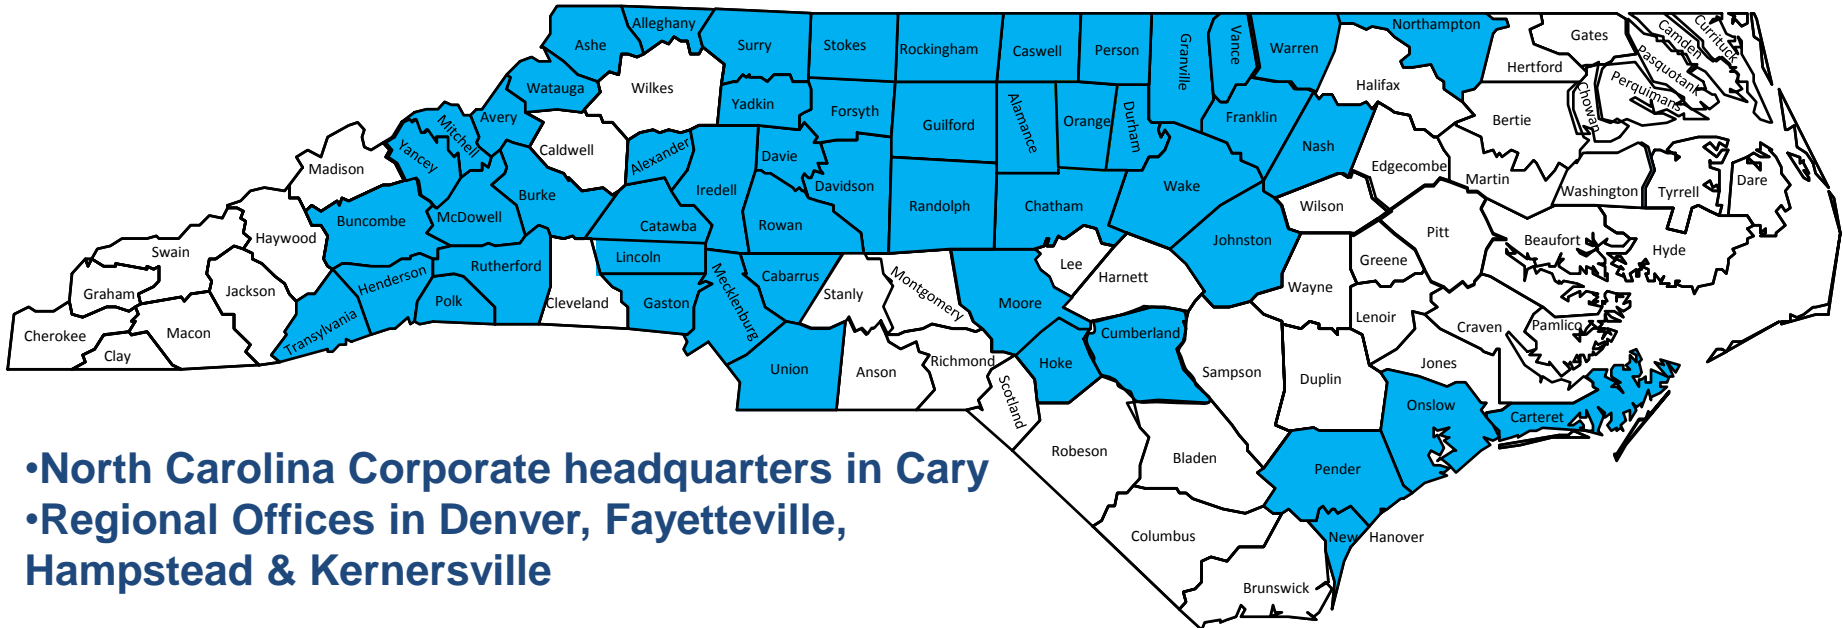 Alleghany
Northampton
Ashe
Surry
Stokes
Rockingham
Caswell
Person
Granville
Vance
Warren
Gates
Camden
Currituck
Hertford
Pasquotank
Watauga
Wilkes
Halifax
Perquimans
Chowan
Yadkin
Forsyth
Guilford
Alamance
Orange
Durham
Franklin
Bertie
Mitchell
Avery
Caldwell
Alexander
Davie
Nash
Edgecombe
Madison
Yancey
Iredell
Davidson
Wake
Martin
Washington
Tyrrell
Dare
Burke
Buncombe
McDowell
Catawba
Rowan
Randolph
Chatham
Wilson
Haywood
Johnston
Pitt
Beaufort
Hyde
Swain
Rutherford
Lincoln
Lee
Greene
Graham
Jackson
Henderson
Polk
Cleveland
Gaston
Mecklenburg
Cabarrus
Stanly
Montgomery
Moore
Harnett
Wayne
Cherokee
Macon
Clay
Transylvania
Lenoir
Craven
Pamlico
Union
Anson
Richmond
Scotland
Hoke
Cumberland
Sampson
Duplin
Jones
Onslow
Carteret
Robeson
Bladen
Pender
Columbus
New Hanover
Brunswick
•North Carolina Corporate headquarters in Cary
•Regional Offices in Denver, Fayetteville,
Hampstead & Kernersville